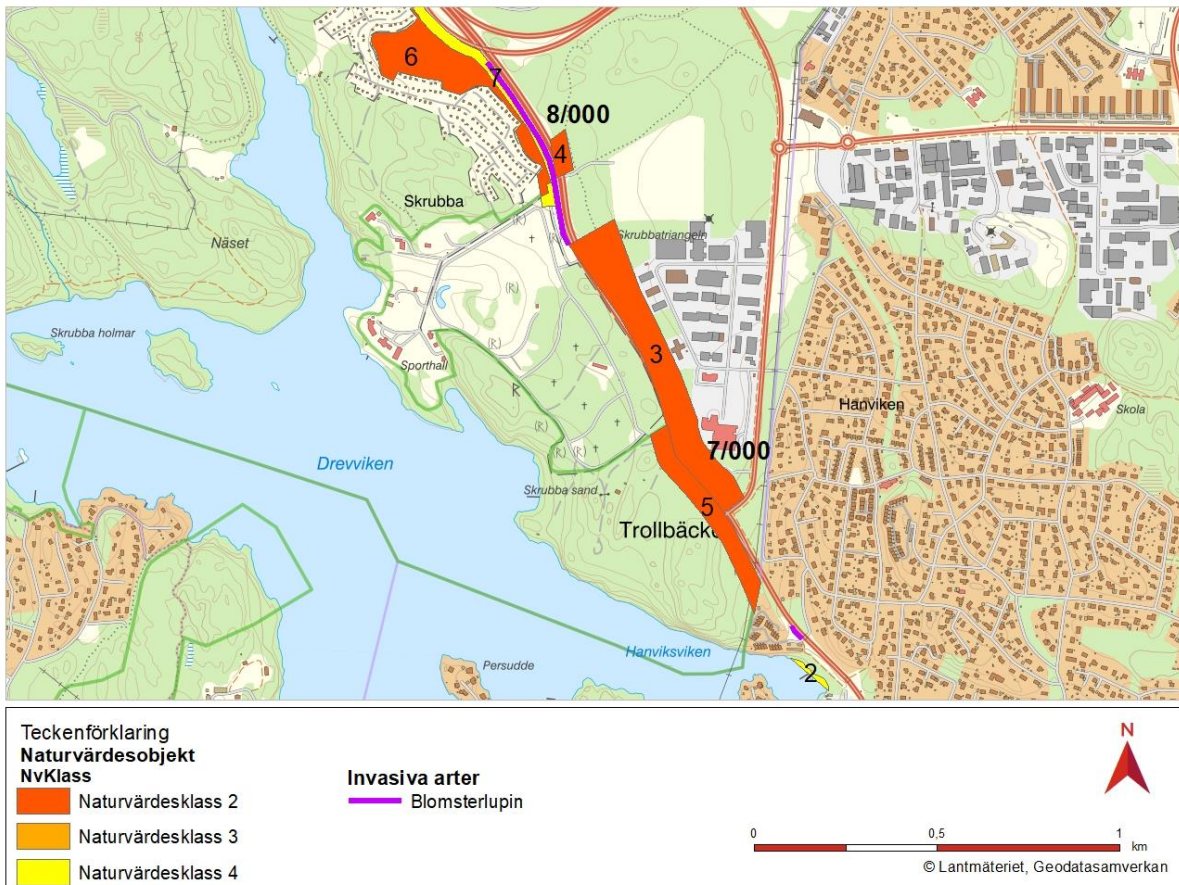 6
7
8/000
4
Skrubba
Näset
(R)
(R)
Skrubbatriangeln
(R)
(R)
Skrubba holmar
3
Sporthall
R
Hanviken
Skola
(R)
7/000
(R) (R)
Drevviken
Skrubba sand
5
Trollbäcke
Hanviksviken
Persudde
2
Teckenförklaring
Naturvärdesobjekt
NvKlass
Naturvärdesklass 2
Naturvärdesklass 3
Naturvärdesklass 4
Invasiva arter
Blomsterlupin
N
0 0,5 1
km
© Lantmäteriet, Geodatasamverkan